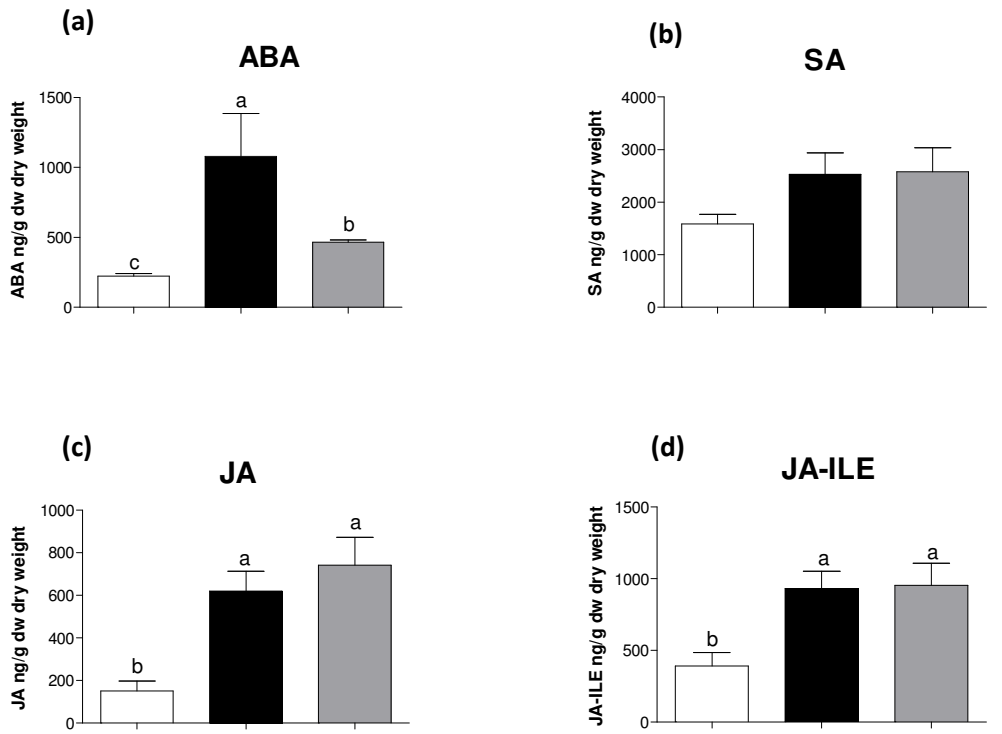 (a)
ABA
ABA ng/g dw dry weight
1500
1000
500
0
c
a
b
(b)
SA
SA ng/g dw dry weight
4000
3000
2000
1000
0
(c)
JA
JA ng/g dw dry weight
1000
800
600
400
200
0
b
a
a
(d)
JA-ILE
JA-ILE ng/g dw dry weight
1500
1000
500
0
b
a
a